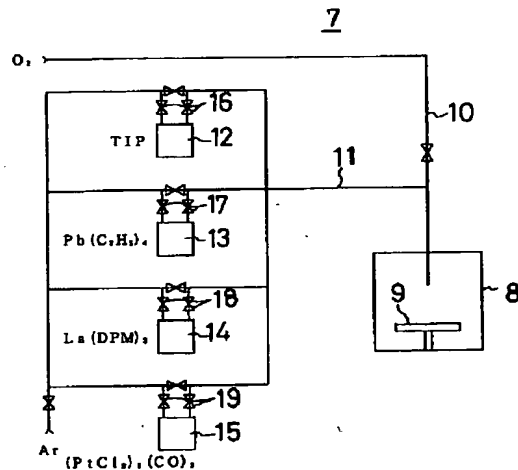 7
O₂
16
10
TIP
12
11
17
Pb(C₂H₅)₄
13
18
9
8
La(DPM)₃
14
19
Ar
15
(PtCl₂)₂(CO)₃